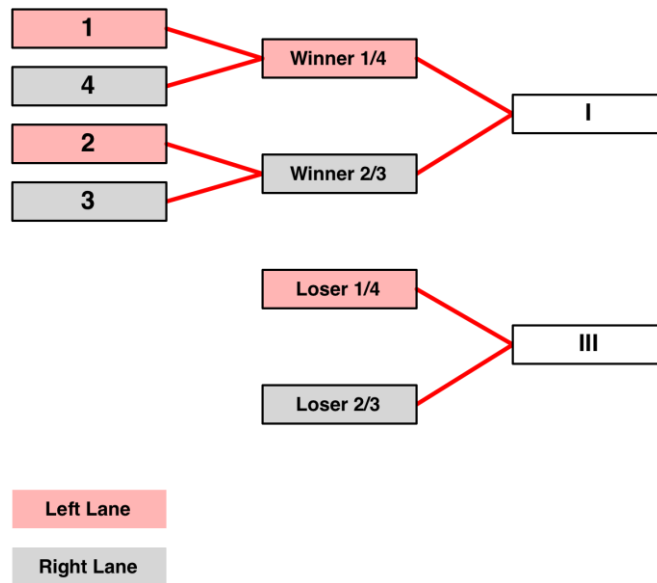 1
4
2
3
Winner 1/4
Winner 2/3
I
Loser 1/4
Loser 2/3
III
Left Lane
Right Lane